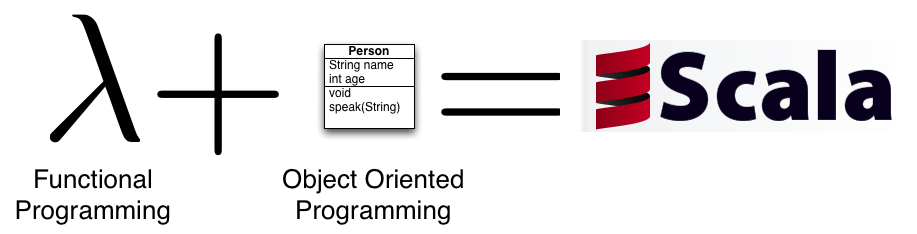 λ
+
Person
String name
int age
void
speak(String)
=
Scala
Functional
Programming
Object Oriented
Programming